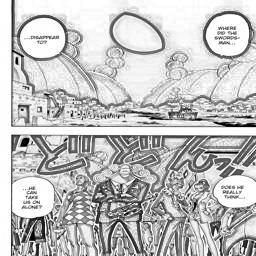 WHERE
DID THE
SWORDS-
MAN...
...DISAPPEAR
TO?
DOES HE
REALLY
THINK...
...HE
CAN TAKE
US ON
ALONE?